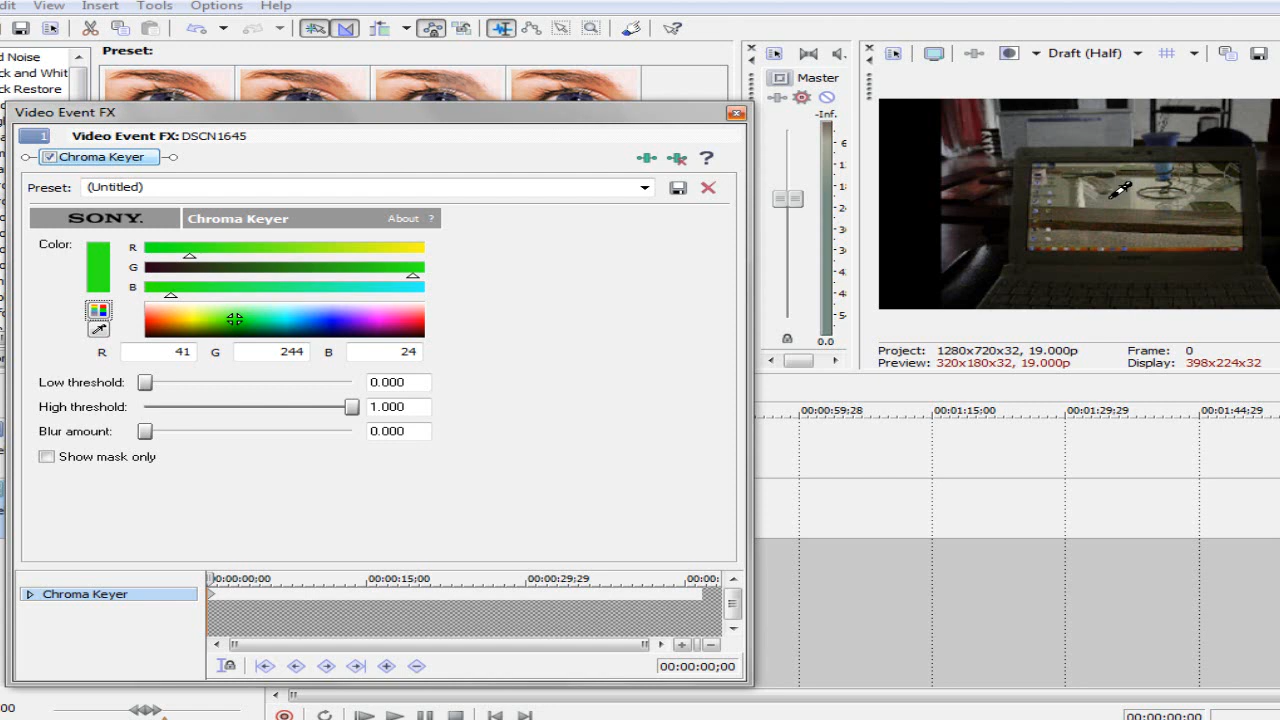 dit View Insert Tools Options Help
d Noise
ck and Whit
ck Restore
Preset:
Master
-Inf.
0.0
Draft (Half)
Project: 1280x720x32, 19.000p Frame: 0
Preview: 320x180x32, 19.000p Display: 398x224x32
Video Event FX
1 Video Event FX: DSCN1645
Chroma Keyer
?
Preset: (Untitled)
SONY. Chroma Keyer About ?
Color:
R
G
B
R 41 G 244 B 24
Low threshold: 0.000
High threshold: 1.000
Blur amount: 0.000
Show mask only
00:00:59;28 00:01:15;00 00:01:29;29 00:01:44;29
00:00:00 00:00:15;00 00:00:29;29 00:00:
Chroma Keyer
00:00:00;00
00
00:00:00;00